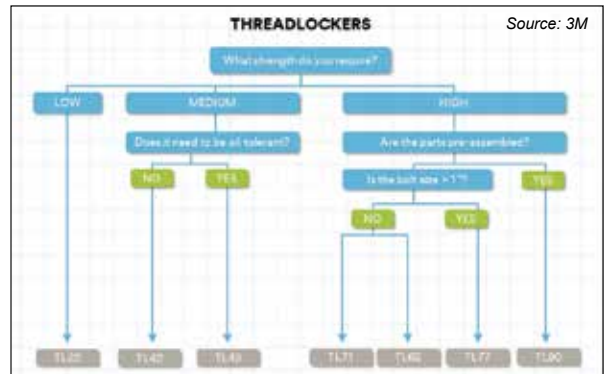 THREADLOCKERS
Source: 3M
What strength do you require?
LOW
MEDIUM
HIGH
Does it need to be oil tolerant?
Are the parts pre-assembled?
NO
YES
Is the bolt size > 1"?
YES
NO
YES
TL42
TL43
TL71
TL77
TL90